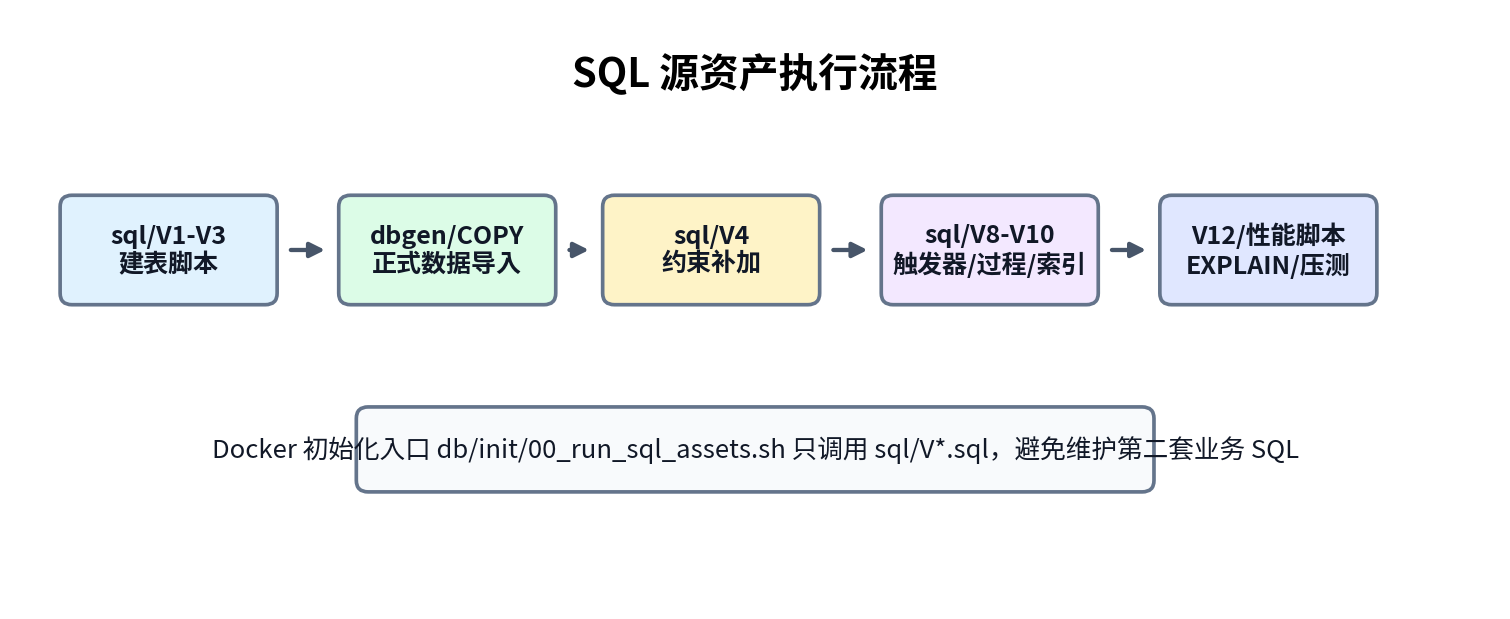 SQL 源资产执行流程
sql/V1-V3
建表脚本
dbgen/COPY
正式数据导入
sql/V4
约束补加
sql/V8-V10
触发器/过程/索引
V12/性能脚本
EXPLAIN/压测
Docker 初始化入口 db/init/00_run_sql_assets.sh 只调用 sql/V*.sql，避免维护第二套业务 SQL